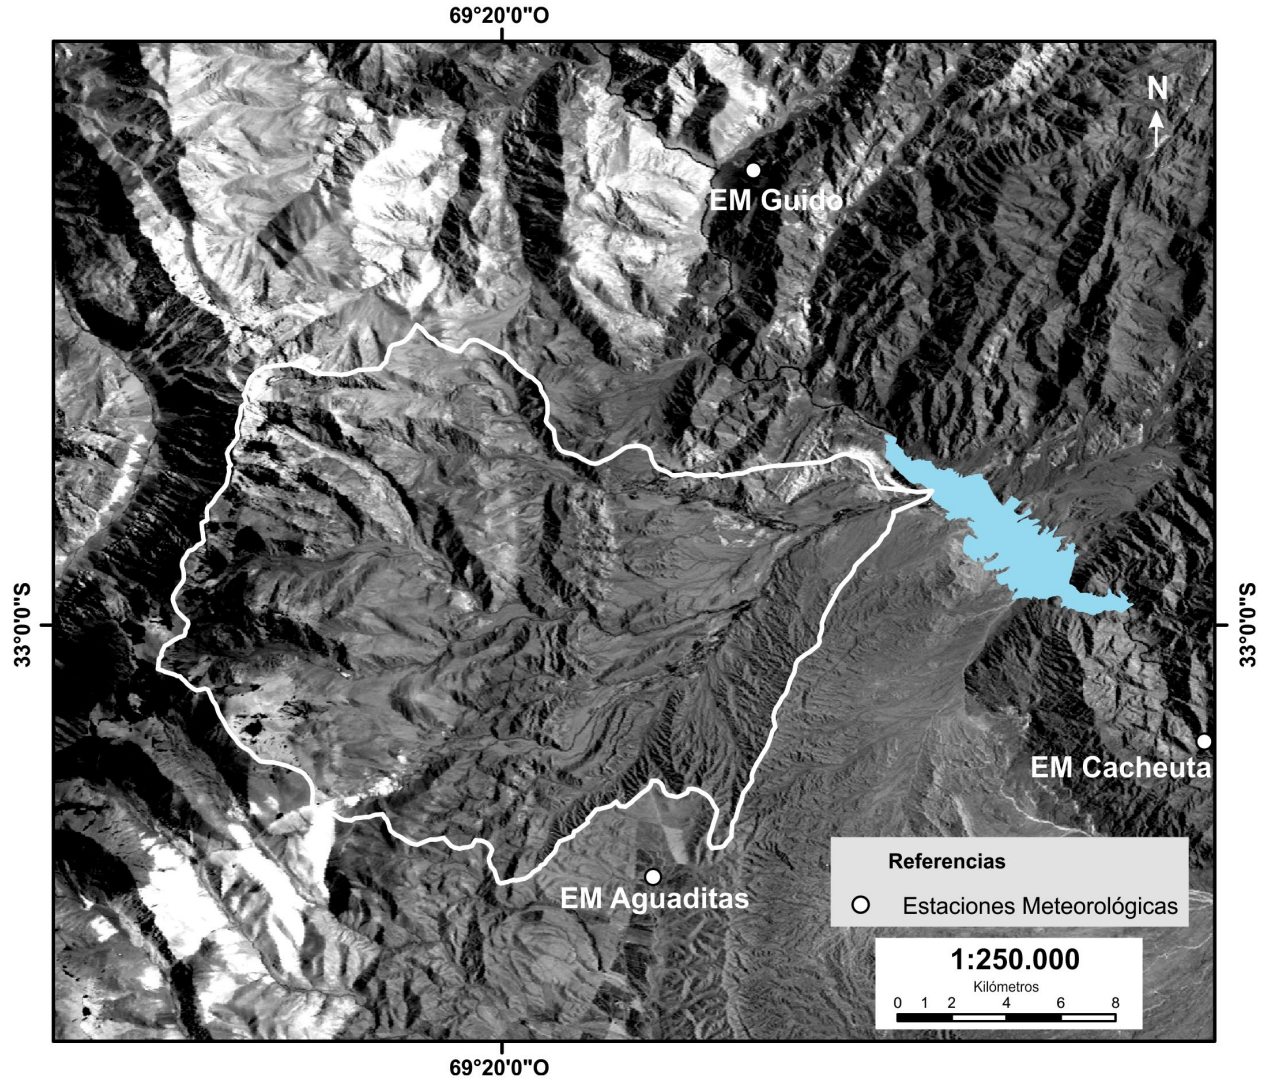 69°20'0"O
N
EM Guido
33°0'0"S
33°0'0"S
EM Cacheuta
EM Aguaditas
Referencias
Estaciones Meteorológicas
1:250.000
Kilómetros
0 1 2 4 6 8
69°20'0"O